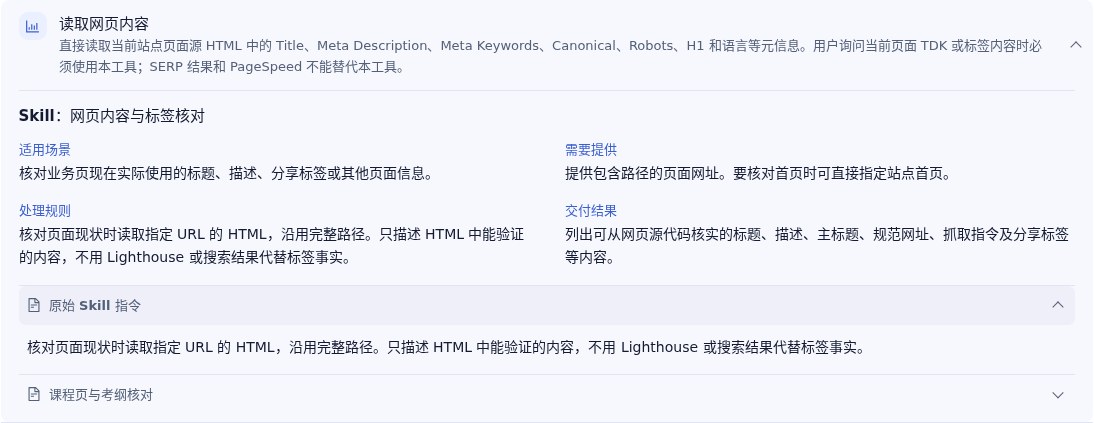 读取网页内容
直接读取当前站点页面源 HTML 中的 Title、Meta Description、Meta Keywords、Canonical、Robots、H1 和语言等元信息。用户询问当前页面 TDK 或标签内容时必
须使用本工具；SERP 结果和 PageSpeed 不能替代本工具。
Skill：网页内容与标签核对
适用场景
核对业务页现在实际使用的标题、描述、分享标签或其他页面信息。
需要提供
提供包含路径的页面网址。要核对首页时可直接指定站点首页。
处理规则
核对页面现状时读取指定 URL 的 HTML，沿用完整路径。只描述 HTML 中能验证
的内容，不用 Lighthouse 或搜索结果代替标签事实。
交付结果
列出可从网页源代码核实的标题、描述、主标题、规范网址、抓取指令及分享标签
等内容。
原始 Skill 指令
核对页面现状时读取指定 URL 的 HTML，沿用完整路径。只描述 HTML 中能验证的内容，不用 Lighthouse 或搜索结果代替标签事实。
课程页与考纲核对